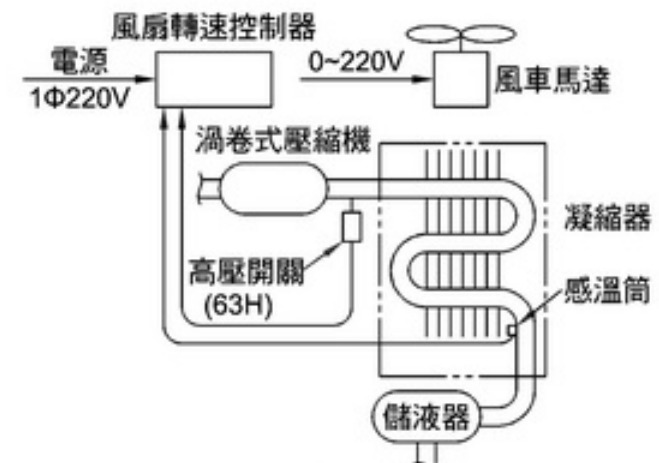 風扇轉速控制器
電源
1Φ220V
0~220V
風車馬達
渦卷式壓縮機
凝縮器
高壓開關
(63H)
感溫筒
儲液器